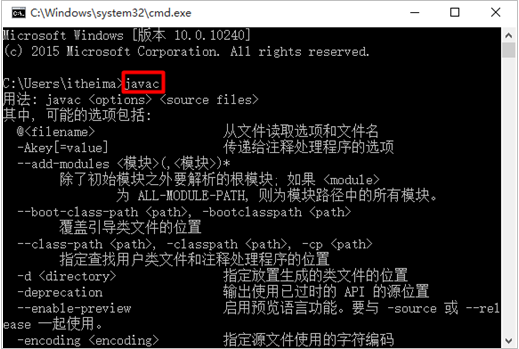 C:\Windows\system32\cmd.exe
Microsoft Windows [版本 10.0.10240]
(c) 2015 Microsoft Corporation. All rights reserved.
C:\Users\itheima>javac
用法: javac <options> <source files>
其中, 可能的选项包括:
@<filename> 从文件读取选项和文件名
-Akey[=value] 传递给注释处理程序的选项
--add-modules <模块>(,<模块>)*
除了初始模块之外要解析的根模块; 如果 <module>
为 ALL-MODULE-PATH, 则为模块路径中的所有模块。
--boot-class-path <path>, -bootclasspath <path>
覆盖引导类文件的位置
--class-path <path>, -classpath <path>, -cp <path>
指定查找用户类文件和注释处理程序的位置
-d <directory> 指定放置生成的类文件的位置
-deprecation 输出使用已过时的 API 的源位置
--enable-preview 启用预览语言功能。要与 -source 或 --rel
ease 一起使用。
-encoding <encoding> 指定源文件使用的字符编码